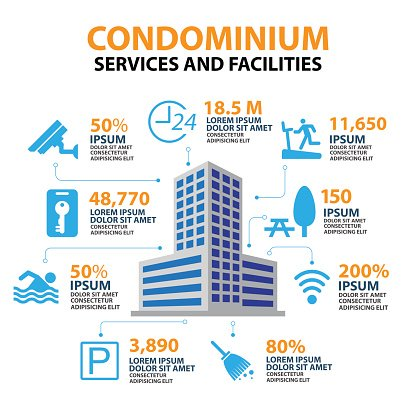 CONDOMINIUM
SERVICES AND FACILITIES
50%
IPSUM
DOLOR SIT AMET
CONSECTETUR
ADIPISICING ELIT
24
18.5 M
LOREM IPSUM
DOLOR SIT AMET
CONSECTETUR
ADIPISICING ELIT
11,650
IPSUM
DOLOR SIT AMET
CONSECTETUR
ADIPISICING ELIT
48,770
LOREM IPSUM
DOLOR SIT AMET
CONSECTETUR
ADIPISICING ELIT
150
IPSUM
DOLOR SIT AMET
CONSECTETUR
ADIPISICING ELIT
50%
IPSUM
DOLOR SIT AMET
CONSECTETUR
ADIPISICING ELIT
200%
IPSUM
DOLOR SIT AMET
CONSECTETUR
ADIPISICING ELIT
P
3,890
LOREM IPSUM
DOLOR SIT AMET
CONSECTETUR
ADIPISICING ELIT
80%
LOREM IPSUM
DOLOR SIT AMET
CONSECTETUR
ADIPISICING ELIT